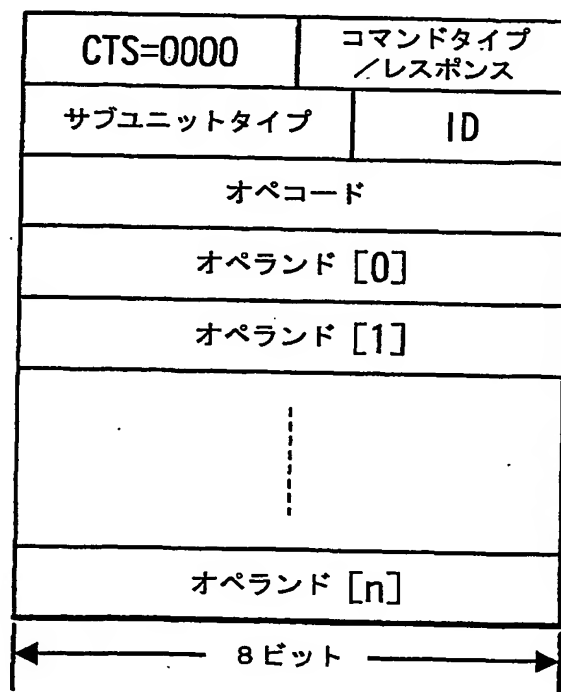 CTS=0000
コマンドタイプ
/レスポンス
サブユニットタイプ
ID
オペコード
オペランド [0]
オペランド [1]
オペランド [n]
8ビット